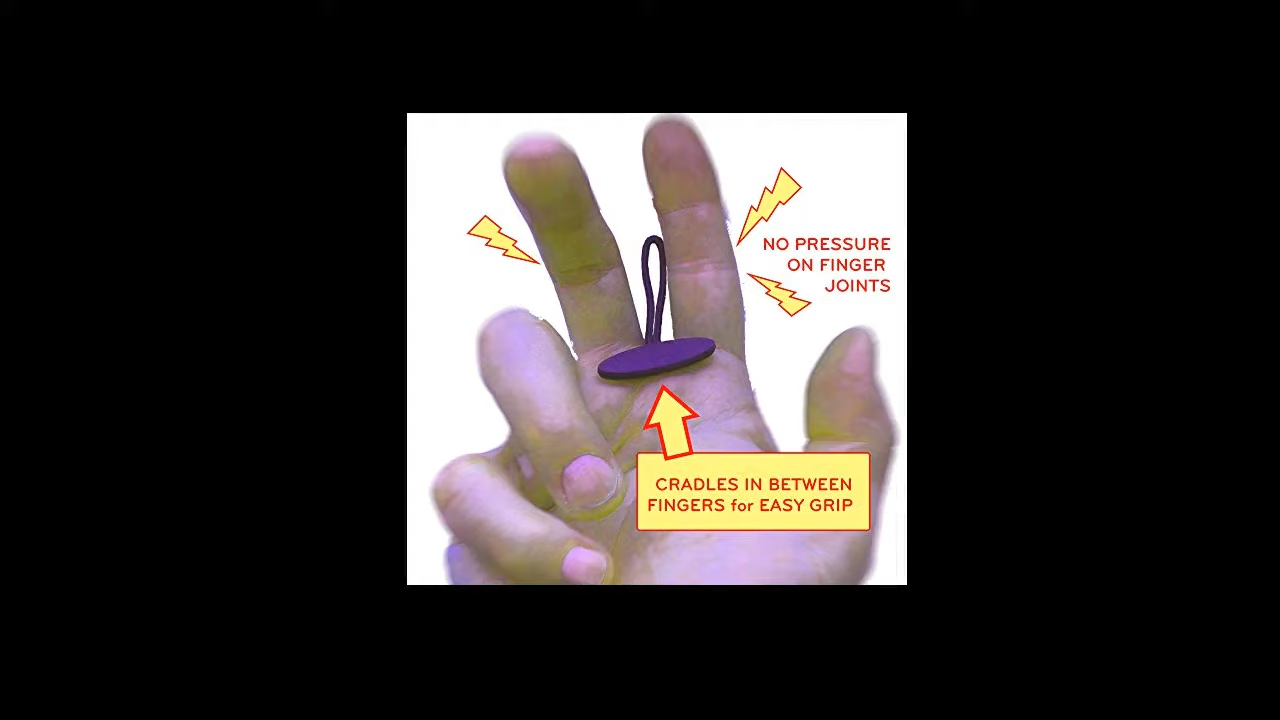 NO PRESSURE
ON FINGER
JOINTS
CRADLES IN BETWEEN
FINGERS for EASY GRIP